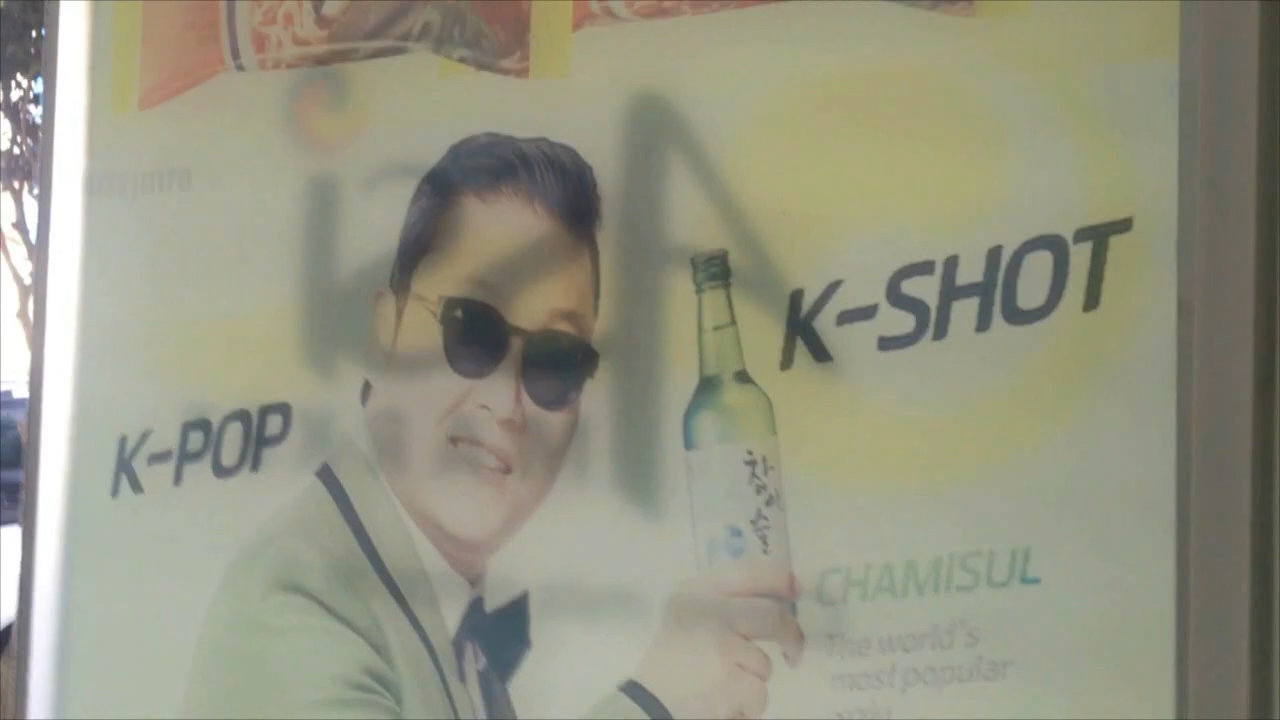 K-SHOT
K-POP
참이슬
CHAMISUL
The world's
most popular